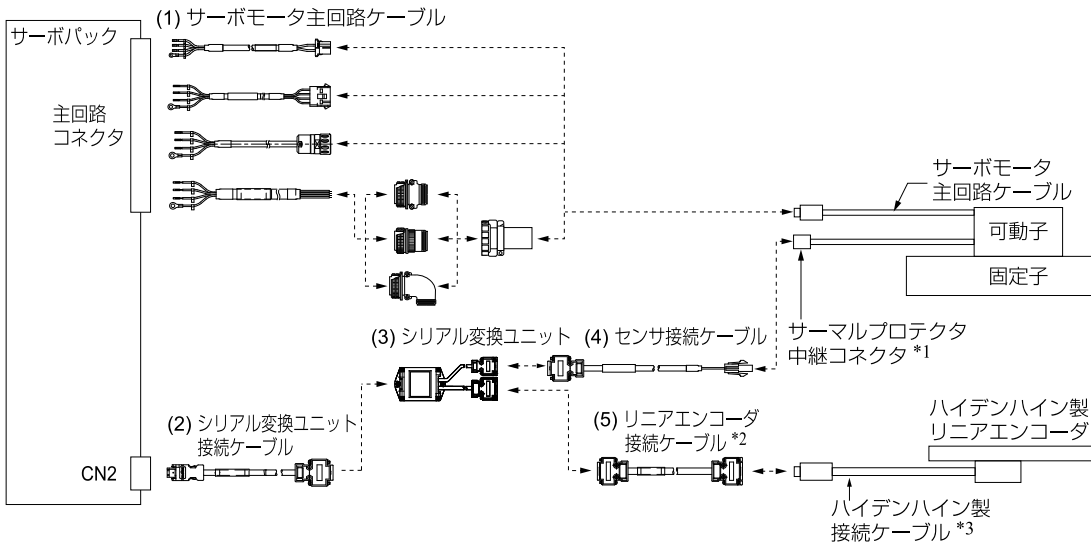 (1) サーボモータ主回路ケーブル
サーボパック
主回路
コネクタ
サーボモータ
主回路ケーブル
可動子
固定子
サーマルプロテクタ
中継コネクタ *1
(3) シリアル変換ユニット
(4) センサ接続ケーブル
(2) シリアル変換ユニット
接続ケーブル
CN2
(5) リニアエンコーダ
接続ケーブル *2
ハイデンハイン製
リニアエンコーダ
ハイデンハイン製
接続ケーブル *3